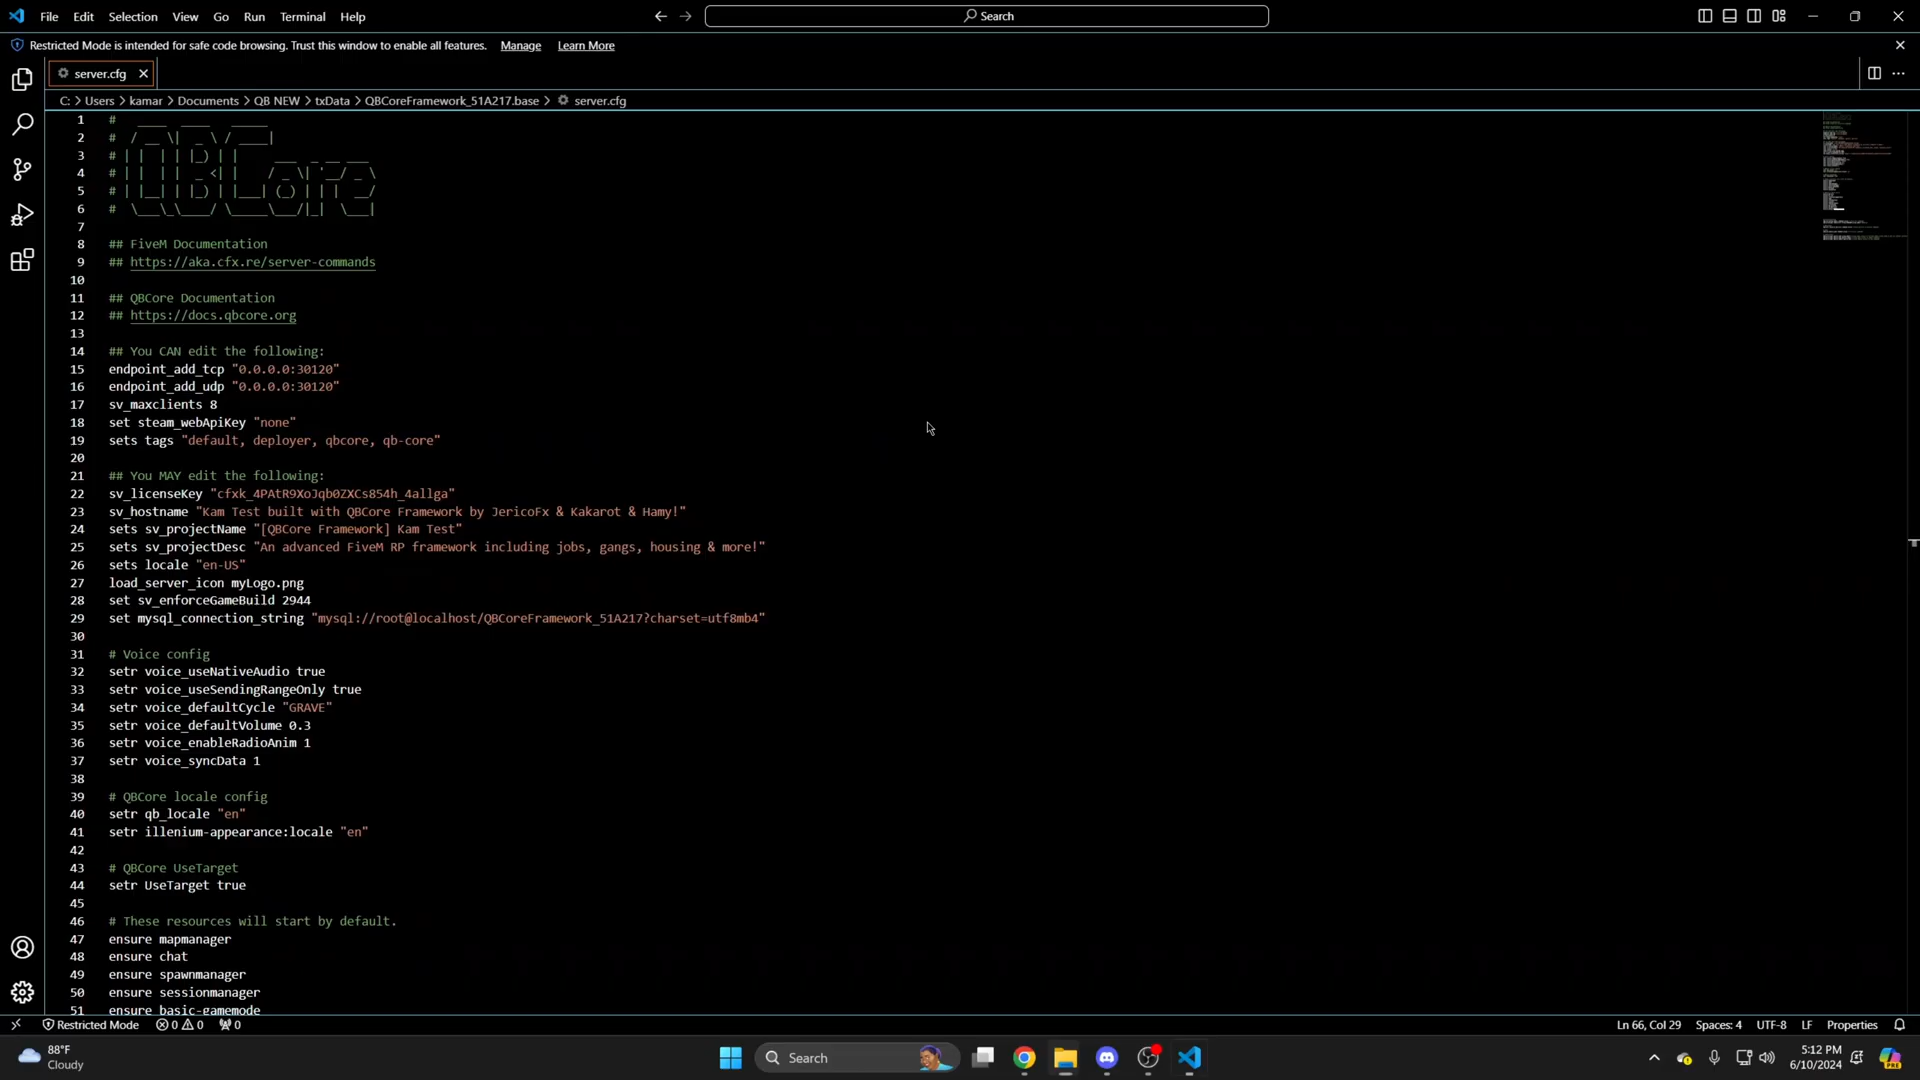 File Edit Selection View Go Run Terminal Help
Search
Restricted Mode is intended for safe code browsing. Trust this window to enable all features. Manage Learn More
server.cfg
C: > Users > kamar > Documents > QB NEW > txData > QBCoreFramework_51A217.base > server.cfg
1 #   ____  ____   _____
2 #  / __ \|  _ \ / ____|
3 # | |  | | |_) | |     ___  _ __ ___
4 # | |  | |  _ <| |    / _ \| '__/ _ \
5 # | |__| | |_) | |___| (_) | | |  __/
6 #  \___\_\____/ \_____\___/|_|  \___|
7
8 ## FiveM Documentation
9 ## https://aka.cfx.re/server-commands
10
11 ## QBCore Documentation
12 ## https://docs.qbcore.org
13
14 ## You CAN edit the following:
15 endpoint_add_tcp "0.0.0.0:30120"
16 endpoint_add_udp "0.0.0.0:30120"
17 sv_maxclients 8
18 set steam_webApiKey "none"
19 sets tags "default, deployer, qbcore, qb-core"
20
21 ## You MAY edit the following:
22 sv_licenseKey "cfxk_4PAtR9XoJqb0ZXCs854h_4allga"
23 sv_hostname "Kam Test built with QBCore Framework by JericoFx & Kakarot & Hamy!"
24 sets sv_projectName "[QBCore Framework] Kam Test"
25 sets sv_projectDesc "An advanced FiveM RP framework including jobs, gangs, housing & more!"
26 sets locale "en-US"
27 load_server_icon myLogo.png
28 set sv_enforceGameBuild 2944
29 set mysql_connection_string "mysql://root@localhost/QBCoreFramework_51A217?charset=utf8mb4"
30
31 # Voice config
32 setr voice_useNativeAudio true
33 setr voice_useSendingRangeOnly true
34 setr voice_defaultCycle "GRAVE"
35 setr voice_defaultVolume 0.3
36 setr voice_enableRadioAnim 1
37 setr voice_syncData 1
38
39 # QBCore locale config
40 setr qb_locale "en"
41 setr illenium-appearance:locale "en"
42
43 # QBCore UseTarget
44 setr UseTarget true
45
46 # These resources will start by default.
47 ensure mapmanager
48 ensure chat
49 ensure spawnmanager
50 ensure sessionmanager
51 ensure basic-gamemode
Restricted Mode 0 0 0 Ln 66, Col 29 Spaces: 4 UTF-8 LF Properties
88°F
Cloudy
Search
5:12 PM
6/10/2024
PRE